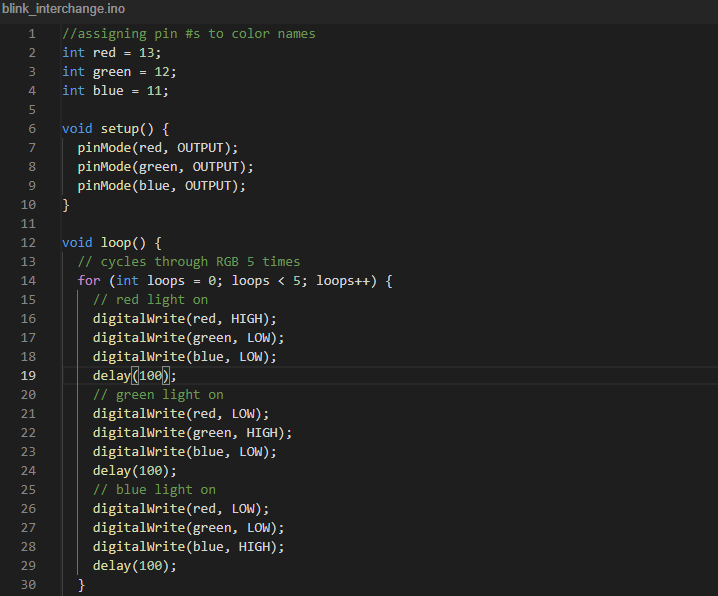 blink_interchange.ino
1 //assigning pin #s to color names
2 int red = 13;
3 int green = 12;
4 int blue = 11;
5
6 void setup() {
7   pinMode(red, OUTPUT);
8   pinMode(green, OUTPUT);
9   pinMode(blue, OUTPUT);
10 }
11
12 void loop() {
13   // cycles through RGB 5 times
14   for (int loops = 0; loops < 5; loops++) {
15     // red light on
16     digitalWrite(red, HIGH);
17     digitalWrite(green, LOW);
18     digitalWrite(blue, LOW);
19     delay(100);
20     // green light on
21     digitalWrite(red, LOW);
22     digitalWrite(green, HIGH);
23     digitalWrite(blue, LOW);
24     delay(100);
25     // blue light on
26     digitalWrite(red, LOW);
27     digitalWrite(green, LOW);
28     digitalWrite(blue, HIGH);
29     delay(100);
30   }